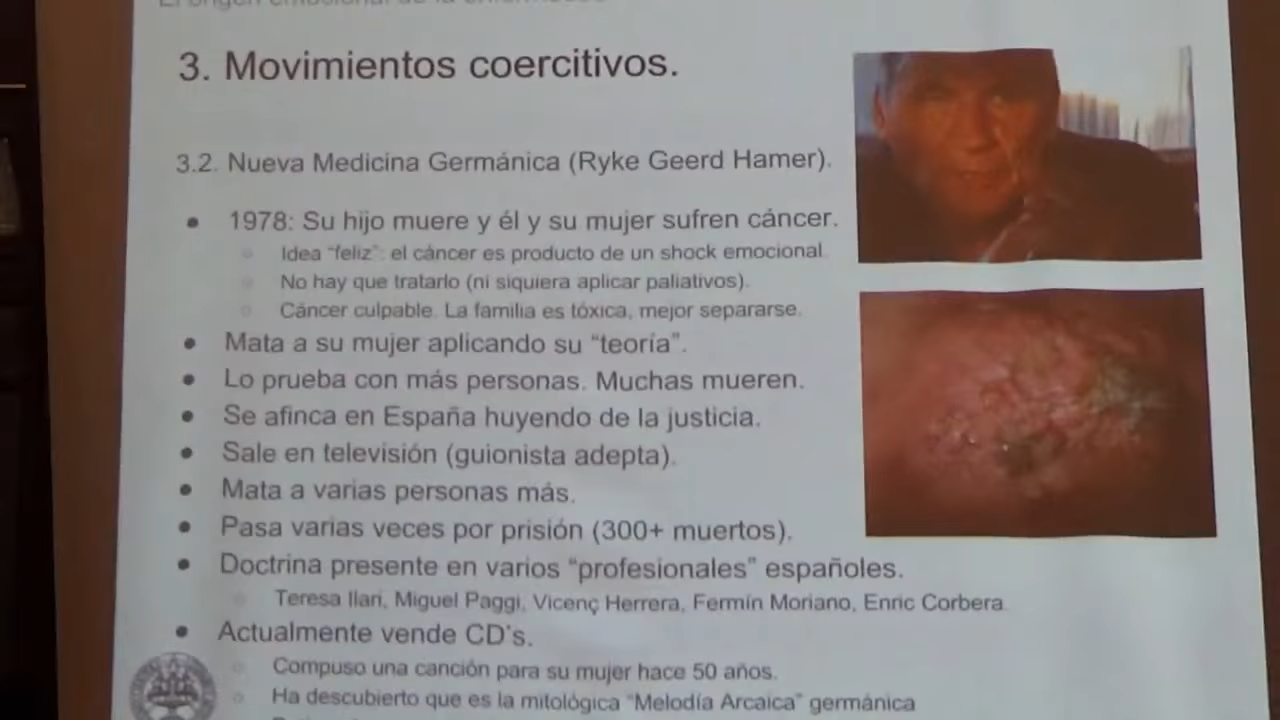 El origen emocional de la enfermedad
3. Movimientos coercitivos.
3.2. Nueva Medicina Germánica (Ryke Geerd Hamer).
1978: Su hijo muere y él y su mujer sufren cáncer.
Idea "feliz": el cáncer es producto de un shock emocional.
No hay que tratarlo (ni siquiera aplicar paliativos).
Cáncer culpable. La familia es tóxica, mejor separarse.
Mata a su mujer aplicando su "teoría".
Lo prueba con más personas. Muchas mueren.
Se afinca en España huyendo de la justicia.
Sale en televisión (guionista adepta).
Mata a varias personas más.
Pasa varias veces por prisión (300+ muertos).
Doctrina presente en varios "profesionales" españoles.
Teresa Ilari, Miguel Paggi, Vicenç Herrera, Fermín Moriano, Enric Corbera.
Actualmente vende CD's.
Compuso una canción para su mujer hace 50 años.
Ha descubierto que es la mitológica "Melodía Arcaica" germánica